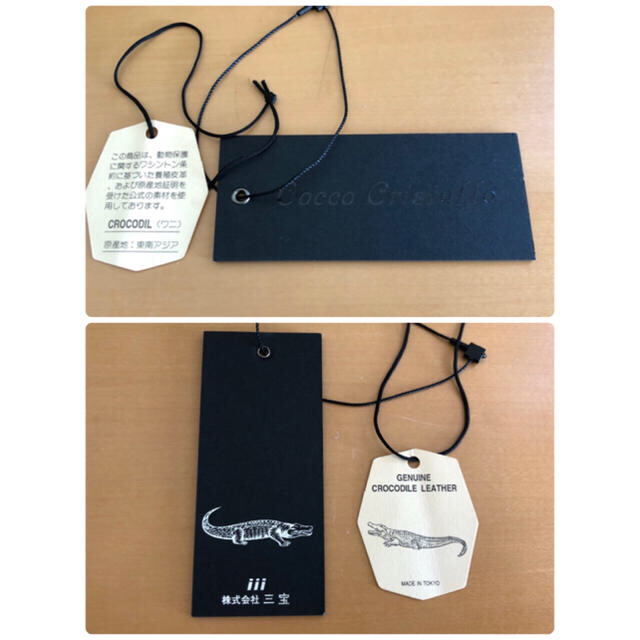 この商品は、動物保護
に関するワシントン条
約に基づいた養殖皮革
、および原産地証明を
受けた公式の素材を使
用しております。
CROCODIL（ワニ）
原産地：東南アジア
Cocco Cristallo
iii
株式会社 三宝
GENUINE
CROCODILE LEATHER
MADE IN TOKYO